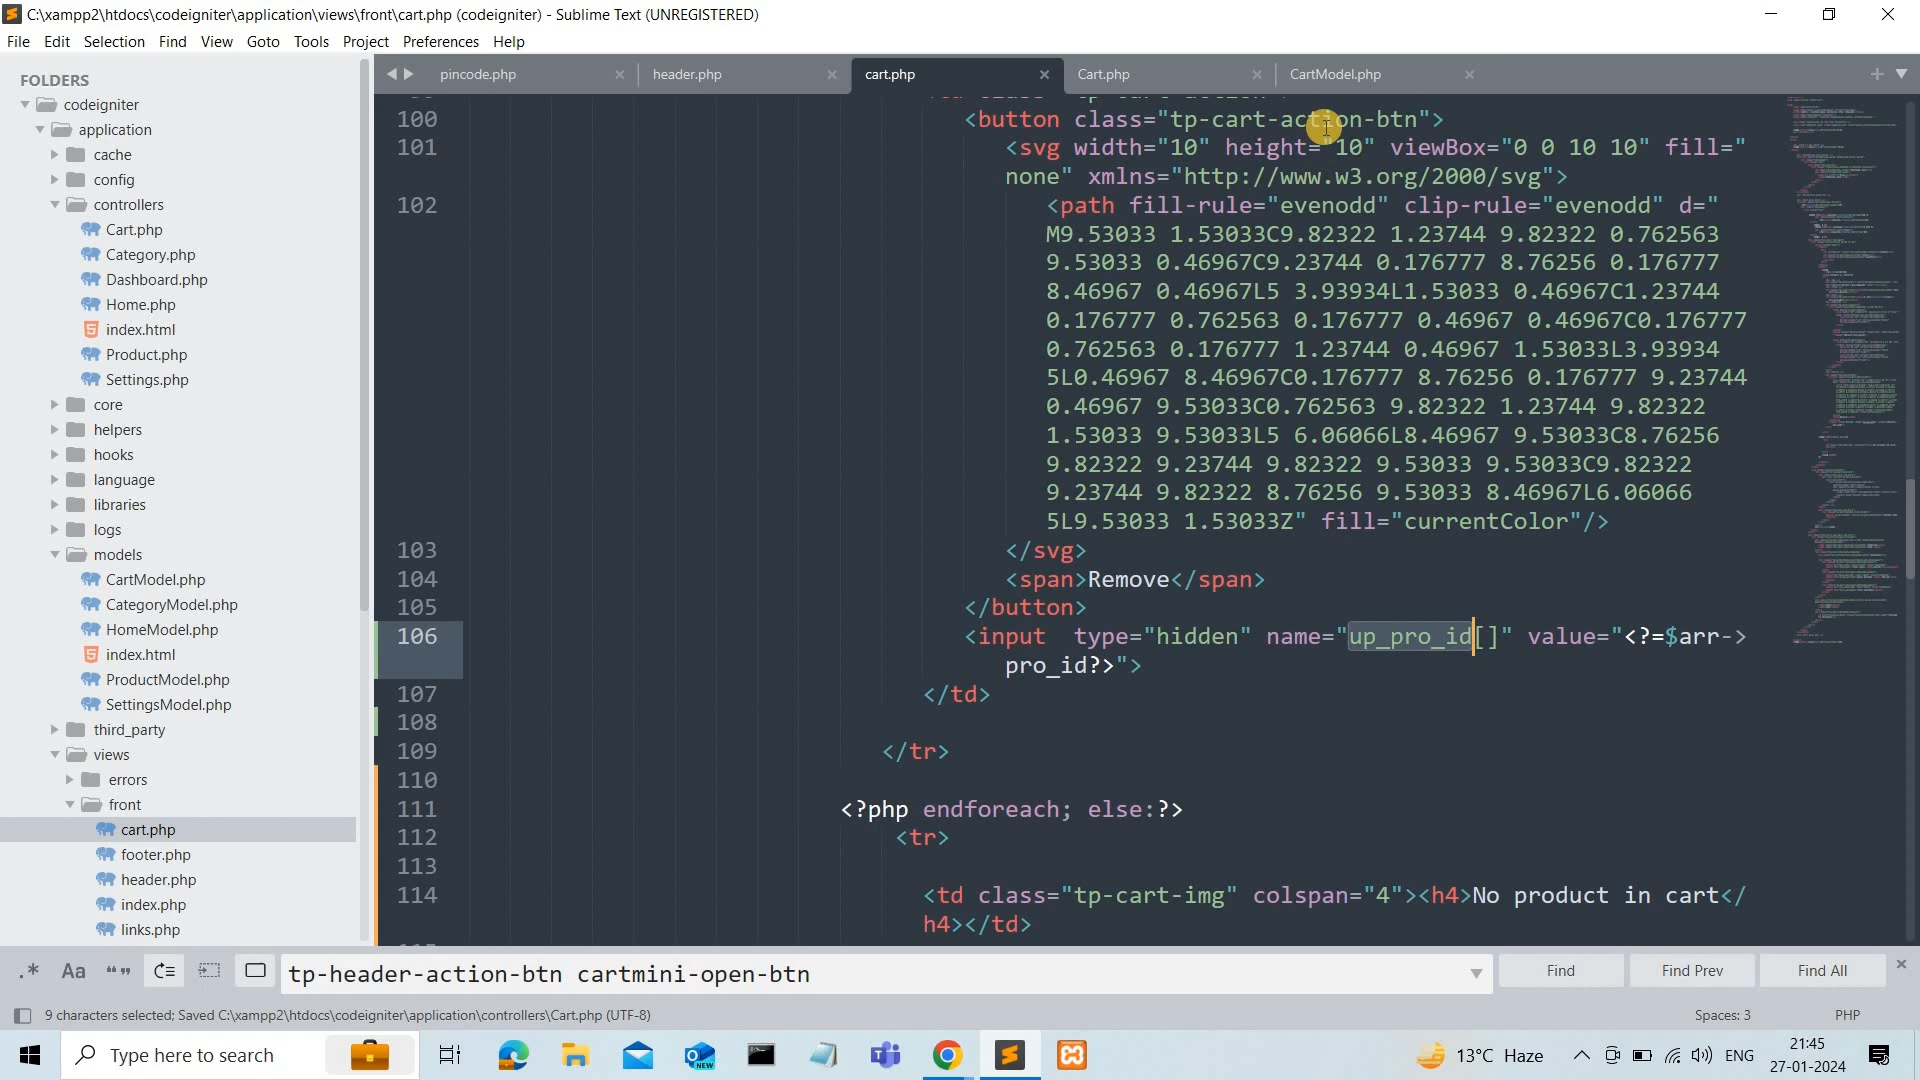 C:\xampp2\htdocs\codeigniter\application\views\front\cart.php (codeigniter) - Sublime Text (UNREGISTERED)
File Edit Selection Find View Goto Tools Project Preferences Help
FOLDERS
codeigniter
application
cache
config
controllers
Cart.php
Category.php
Dashboard.php
Home.php
index.html
Product.php
Settings.php
core
helpers
hooks
language
libraries
logs
models
CartModel.php
CategoryModel.php
HomeModel.php
index.html
ProductModel.php
SettingsModel.php
third_party
views
errors
front
cart.php
footer.php
header.php
index.php
links.php
pincode.php header.php cart.php Cart.php CartModel.php
100 <button class="tp-cart-action-btn">
101 <svg width="10" height="10" viewBox="0 0 10 10" fill="
none" xmlns="http://www.w3.org/2000/svg">
102 <path fill-rule="evenodd" clip-rule="evenodd" d="
M9.53033 1.53033C9.82322 1.23744 9.82322 0.762563
9.53033 0.46967C9.23744 0.176777 8.76256 0.176777
8.46967 0.46967L5 3.93934L1.53033 0.46967C1.23744
0.176777 0.762563 0.176777 0.46967 0.46967C0.176777
0.762563 0.176777 1.23744 0.46967 1.53033L3.93934
5L0.46967 8.46967C0.176777 8.76256 0.176777 9.23744
0.46967 9.53033C0.762563 9.82322 1.23744 9.82322
1.53033 9.53033L5 6.06066L8.46967 9.53033C8.76256
9.82322 9.23744 9.82322 9.53033 9.53033C9.82322
9.23744 9.82322 8.76256 9.53033 8.46967L6.06066
5L9.53033 1.53033Z" fill="currentColor"/>
103 </svg>
104 <span>Remove</span>
105 </button>
106 <input type="hidden" name="up_pro_id[]" value="<?=$arr->
pro_id?>">
107 </td>
108
109 </tr>
110
111 <?php endforeach; else:?>
112 <tr>
113
114 <td class="tp-cart-img" colspan="4"><h4>No product in cart</
h4></td>
.* Aa “” tp-header-action-btn cartmini-open-btn Find Find Prev Find All
9 characters selected; Saved C:\xampp2\htdocs\codeigniter\application\controllers\Cart.php (UTF-8) Spaces: 3 PHP
Type here to search NEW 13°C Haze ENG 21:45
27-01-2024